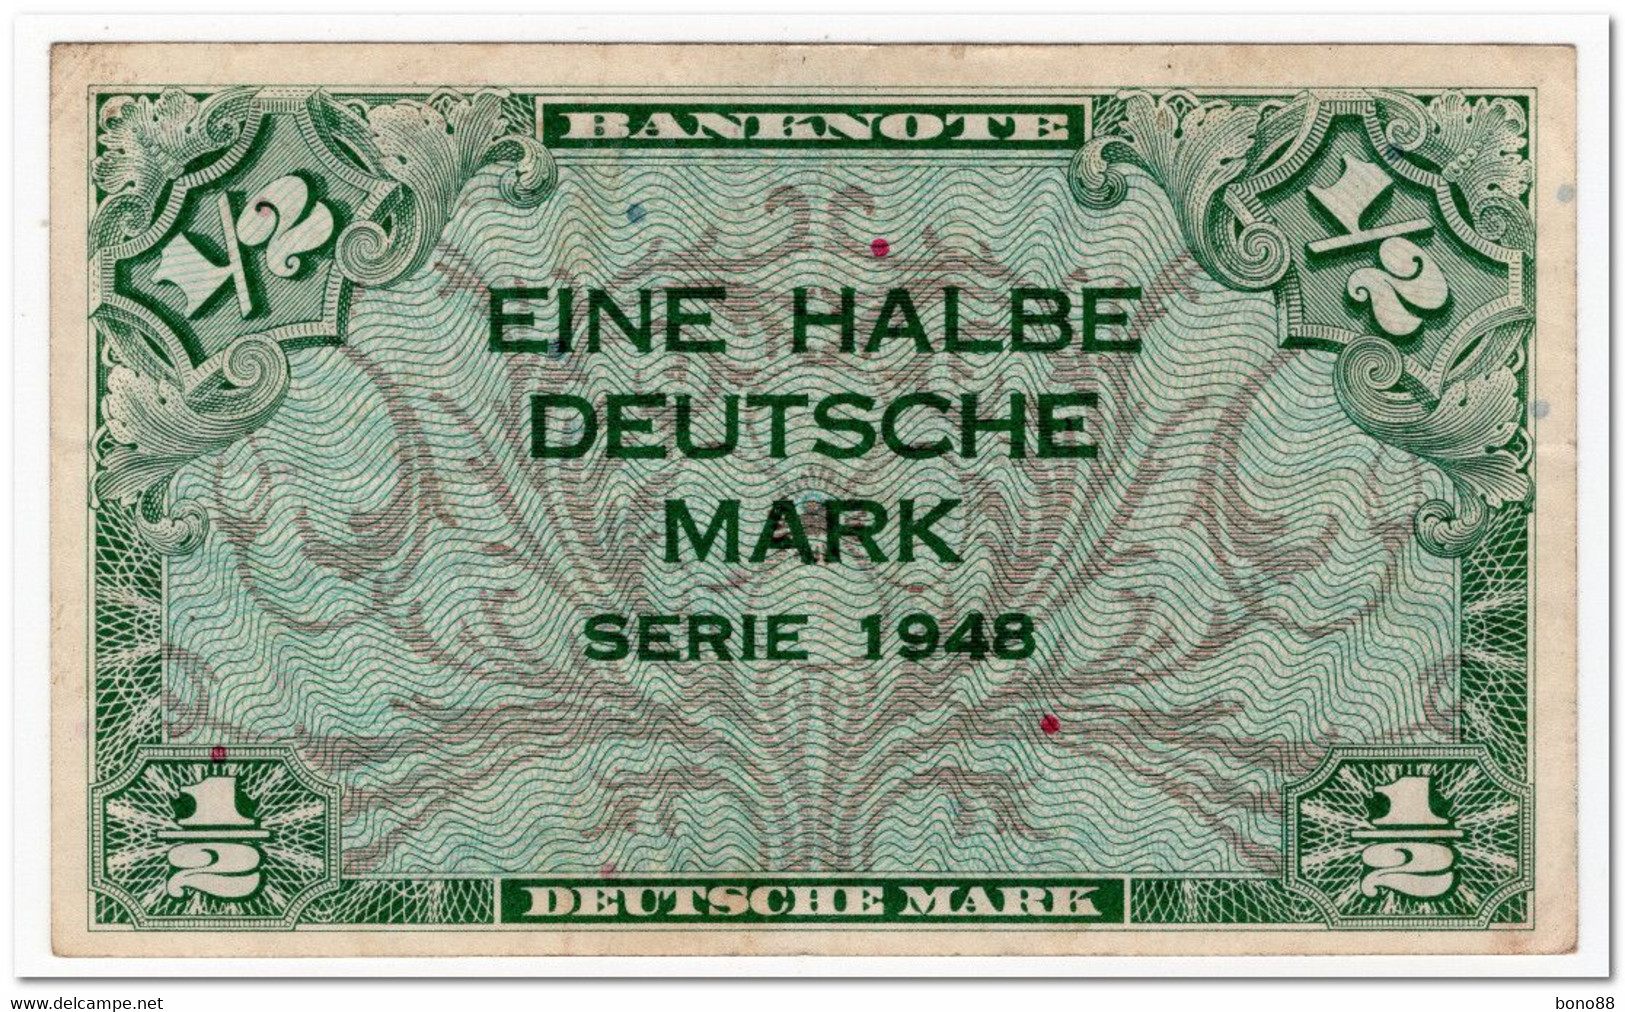 BANKNOTE
1/2
1/2
EINE HALBE
DEUTSCHE
MARK
SERIE 1948
1/2
1/2
DEUTSCHE MARK
delcampe.net
bono88